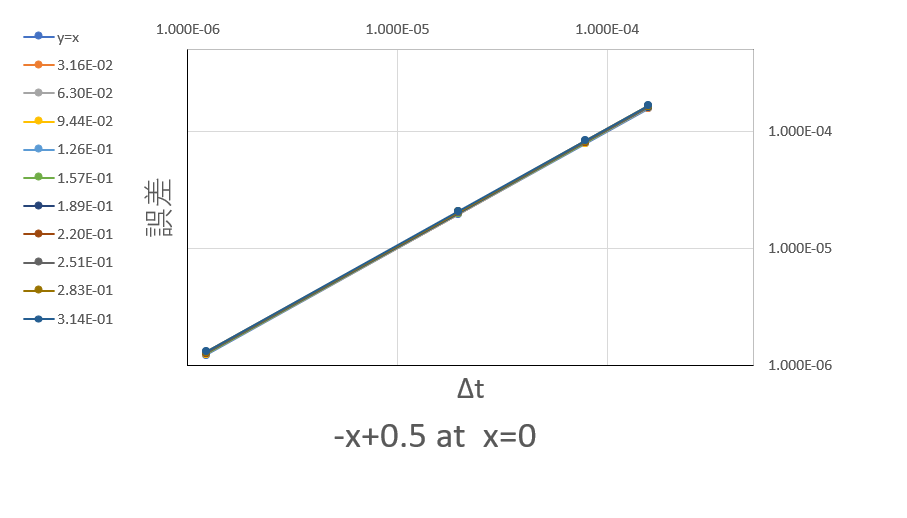 1.000E-06 1.000E-05 1.000E-04
y=x
3.16E-02
6.30E-02
9.44E-02
1.26E-01
1.57E-01
1.89E-01
2.20E-01
2.51E-01
2.83E-01
3.14E-01
誤差
1.000E-04
1.000E-05
1.000E-06
Δt
-x+0.5 at x=0